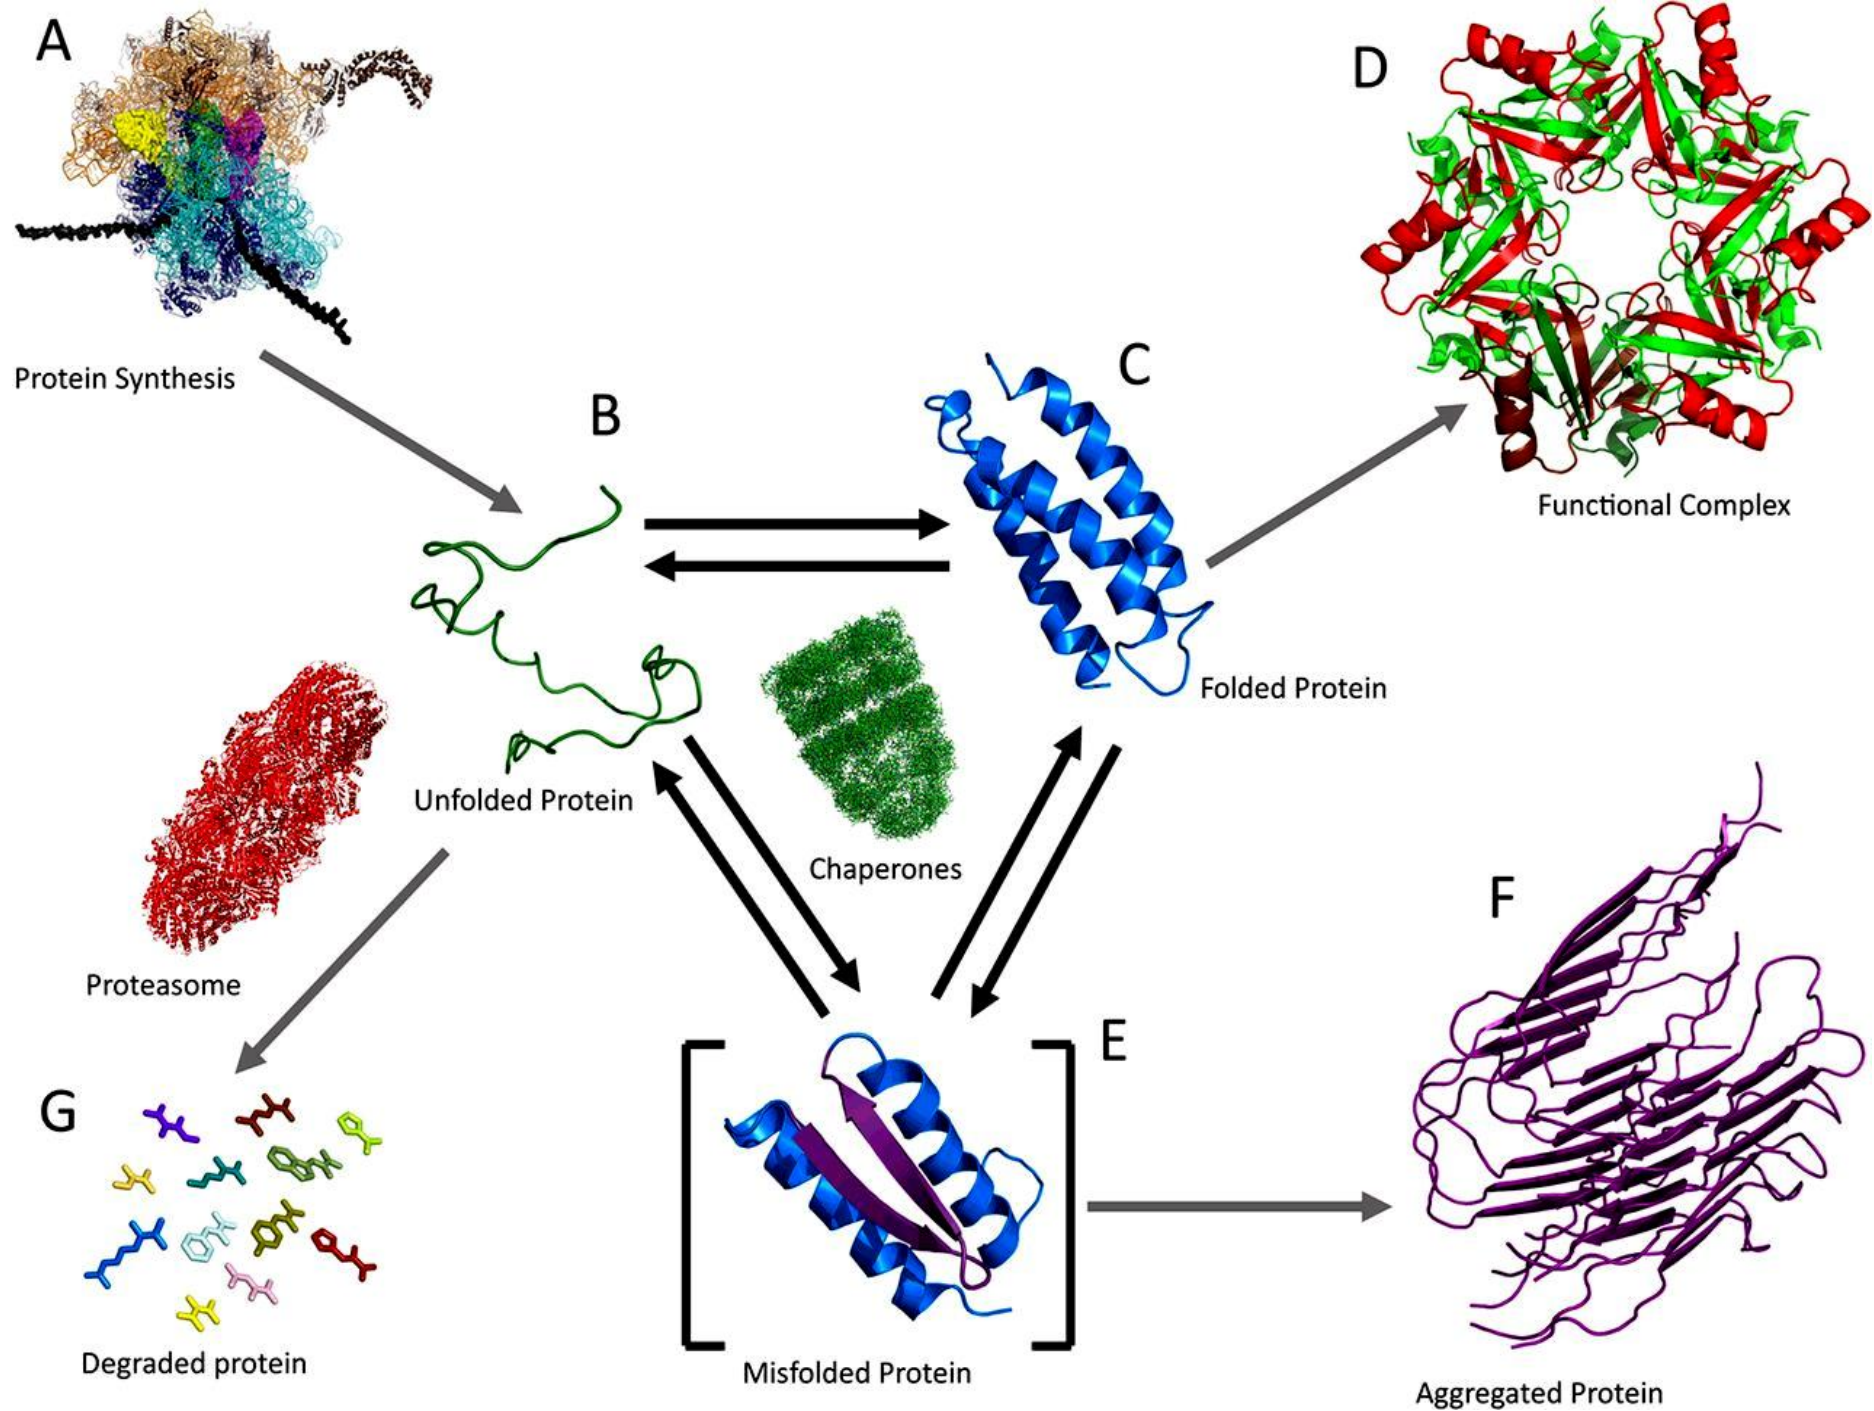 A
Protein Synthesis
B
Unfolded Protein
C
Folded Protein
D
Functional Complex
Chaperones
Proteasome
E
Misfolded Protein
F
Aggregated Protein
G
Degraded protein